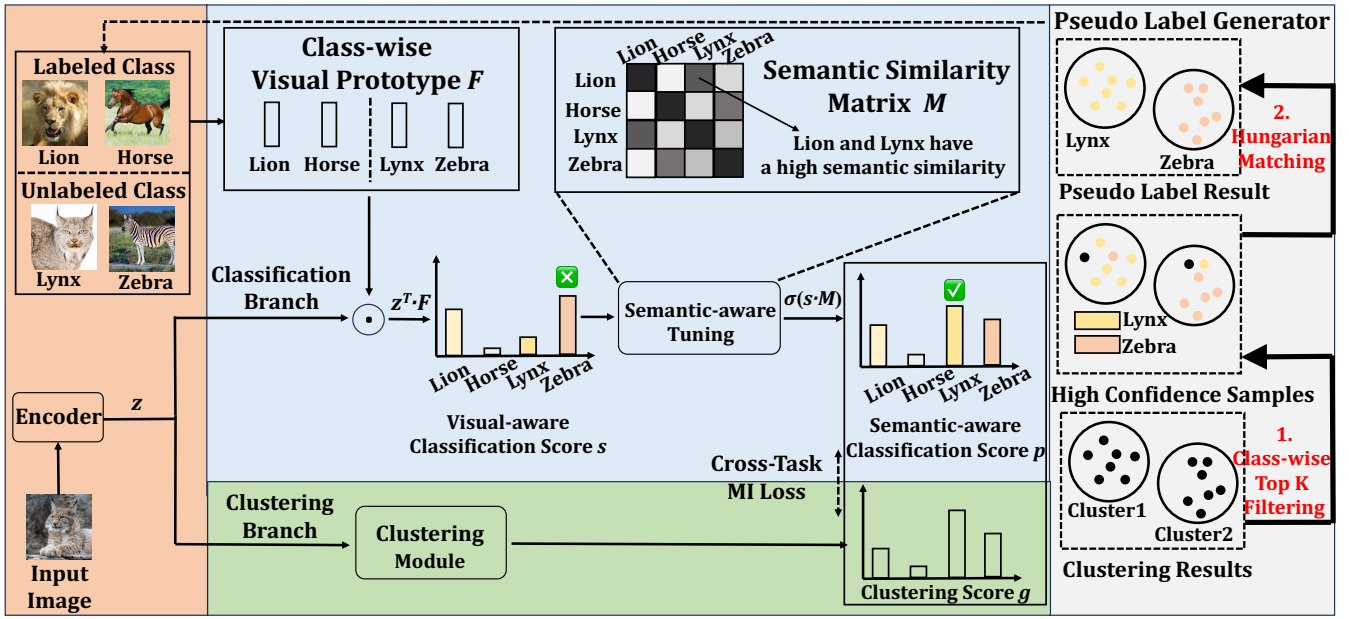 Labeled Class
Lion
Horse
Unlabeled Class
Lynx
Zebra
Encoder
z
Input
Image
Class-wise
Visual Prototype F
Lion
Horse
Lynx
Zebra
Lion
Horse
Lynx
Zebra
Lion
Horse
Lynx
Zebra
Semantic Similarity
Matrix M
Lion and Lynx have
a high semantic similarity
Classification
Branch
z^T·F
Lion
Horse
Lynx
Zebra
Visual-aware
Classification Score s
Semantic-aware
Tuning
σ(s·M)
Lion
Horse
Lynx
Zebra
Semantic-aware
Classification Score p
Cross-Task
MI Loss
Clustering
Branch
Clustering
Module
Clustering Score g
Pseudo Label Generator
Lynx
Zebra
Pseudo Label Result
2.
Hungarian
Matching
Lynx
Zebra
High Confidence Samples
1.
Class-wise
Top K
Filtering
Cluster1
Cluster2
Clustering Results